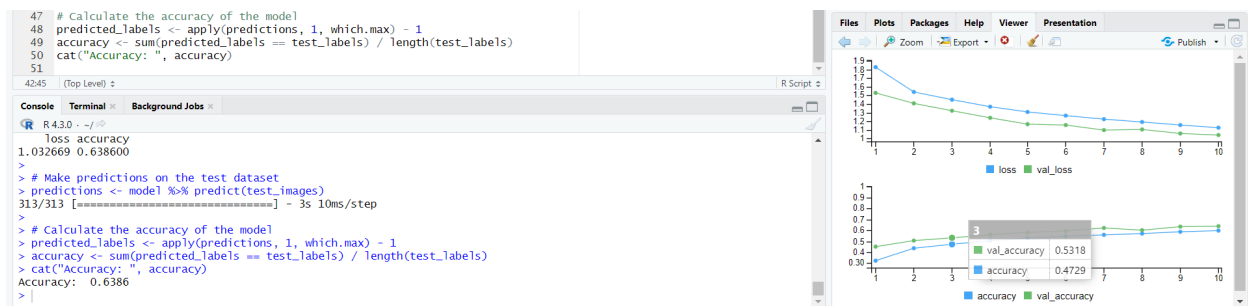 47 # Calculate the accuracy of the model
48 predicted_labels <- apply(predictions, 1, which.max) - 1
49 accuracy <- sum(predicted_labels == test_labels) / length(test_labels)
50 cat("Accuracy: ", accuracy)
51
42:45 (Top Level) R Script
Console Terminal Background Jobs
R 4.3.0 · ~/
loss accuracy
1.032669 0.638600
>
> # Make predictions on the test dataset
> predictions <- model %>% predict(test_images)
313/313 [==============================] - 3s 10ms/step
>
> # Calculate the accuracy of the model
> predicted_labels <- apply(predictions, 1, which.max) - 1
> accuracy <- sum(predicted_labels == test_labels) / length(test_labels)
> cat("Accuracy: ", accuracy)
Accuracy:  0.6386
>
Files Plots Packages Help Viewer Presentation
Zoom Export Publish
1.9
1.7
1.6
1.5
1.4
1.3
1.2
1.1
1 2 3 4 5 6 7 8 9 10
loss val_loss
1
0.9
0.8
0.7
0.6
0.5
0.4
0.30
3
val_accuracy 0.5318
accuracy 0.4729
1 2 3 4 5 6 7 8 9 10
accuracy val_accuracy